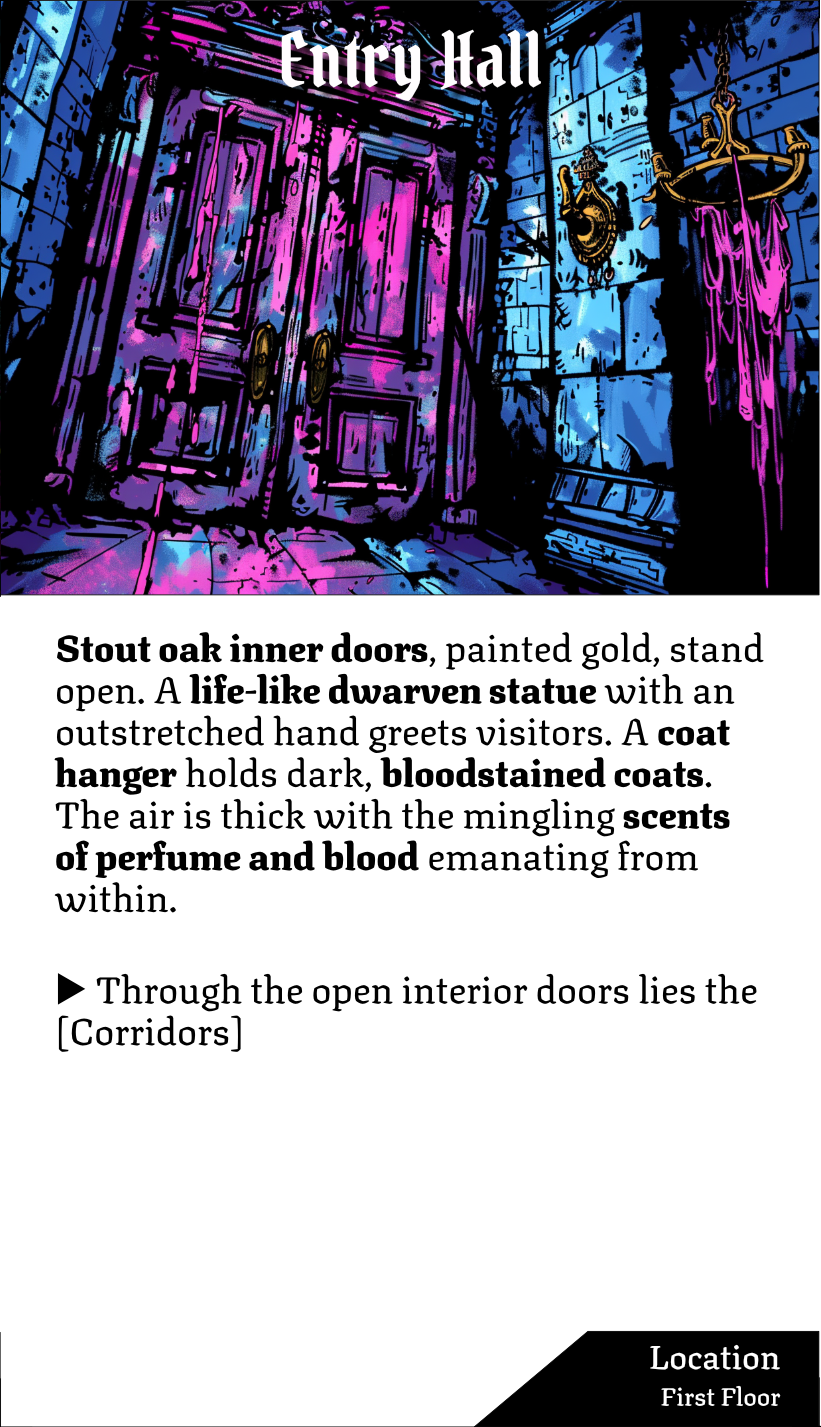 Entry Hall
Stout oak inner doors, painted gold, stand
open. A life-like dwarven statue with an
outstretched hand greets visitors. A coat
hanger holds dark, bloodstained coats.
The air is thick with the mingling scents
of perfume and blood emanating from
within.
▶ Through the open interior doors lies the
[Corridors]
Location
First Floor